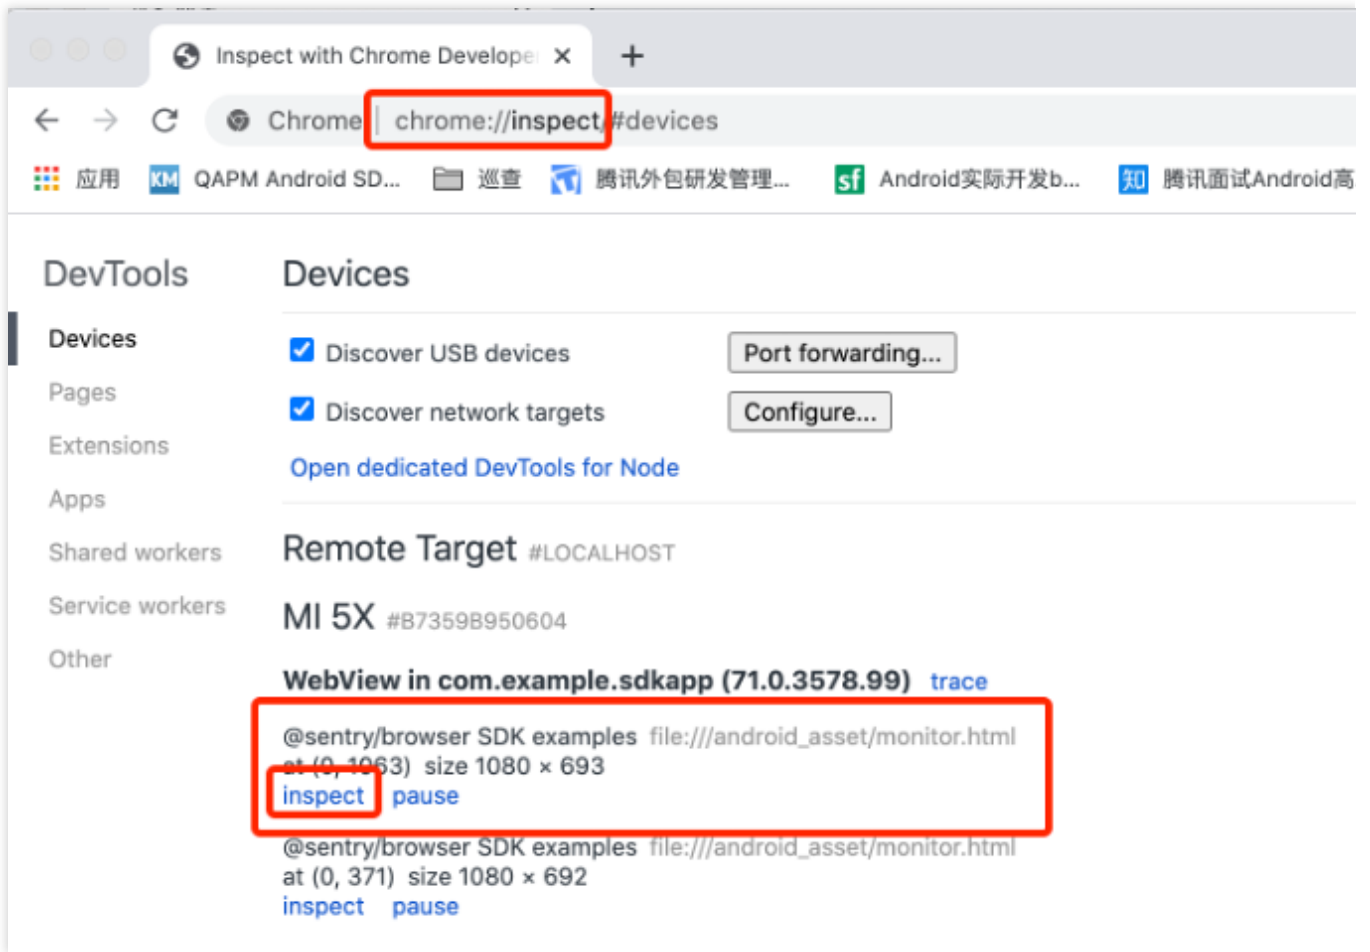 Inspect with Chrome Develope
Chrome | chrome://inspect/#devices
应用 KM QAPM Android SD... 巡查 腾讯外包研发管理... sf Android实际开发b... 知 腾讯面试Android高
DevTools
Devices
Pages
Extensions
Apps
Shared workers
Service workers
Other
Devices
Discover USB devices Port forwarding...
Discover network targets Configure...
Open dedicated DevTools for Node
Remote Target #LOCALHOST
MI 5X #B7359B950604
WebView in com.example.sdkapp (71.0.3578.99) trace
@sentry/browser SDK examples file:///android_asset/monitor.html
at (0, 1063) size 1080 × 693
inspect pause
@sentry/browser SDK examples file:///android_asset/monitor.html
at (0, 371) size 1080 × 692
inspect pause